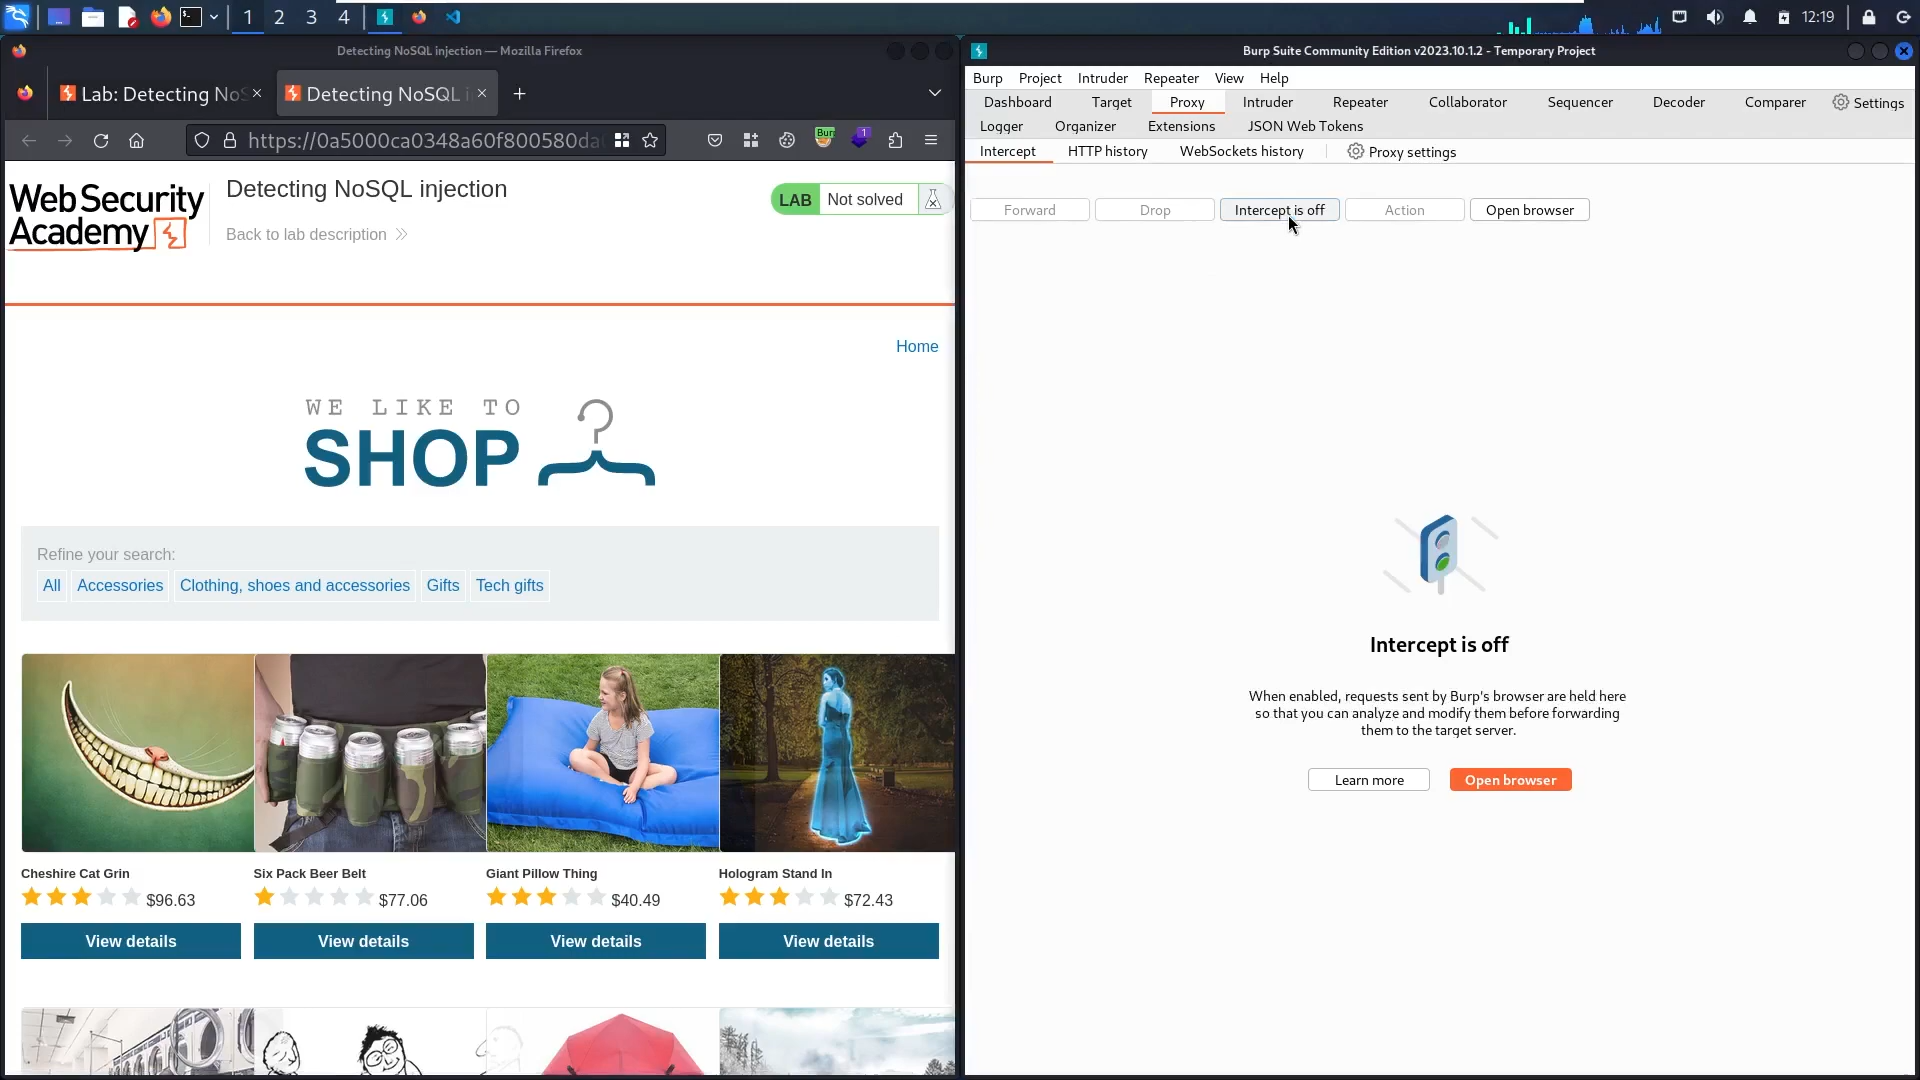 1 2 3 4
12:19
Detecting NoSQL injection — Mozilla Firefox
Lab: Detecting NoS
Detecting NoSQL i
https://0a5000ca0348a60f800580da
Burp
1
Web Security
Academy
Detecting NoSQL injection
Back to lab description
LAB Not solved
Home
WE LIKE TO
SHOP
Refine your search:
All Accessories Clothing, shoes and accessories Gifts Tech gifts
Cheshire Cat Grin
$96.63
View details
Six Pack Beer Belt
$77.06
View details
Giant Pillow Thing
$40.49
View details
Hologram Stand In
$72.43
View details
Burp Suite Community Edition v2023.10.1.2 - Temporary Project
Burp Project Intruder Repeater View Help
Dashboard Target Proxy Intruder Repeater Collaborator Sequencer Decoder Comparer Settings
Logger Organizer Extensions JSON Web Tokens
Intercept HTTP history WebSockets history Proxy settings
Forward Drop Intercept is off Action Open browser
Intercept is off
When enabled, requests sent by Burp's browser are held here
so that you can analyze and modify them before forwarding
them to the target server.
Learn more Open browser